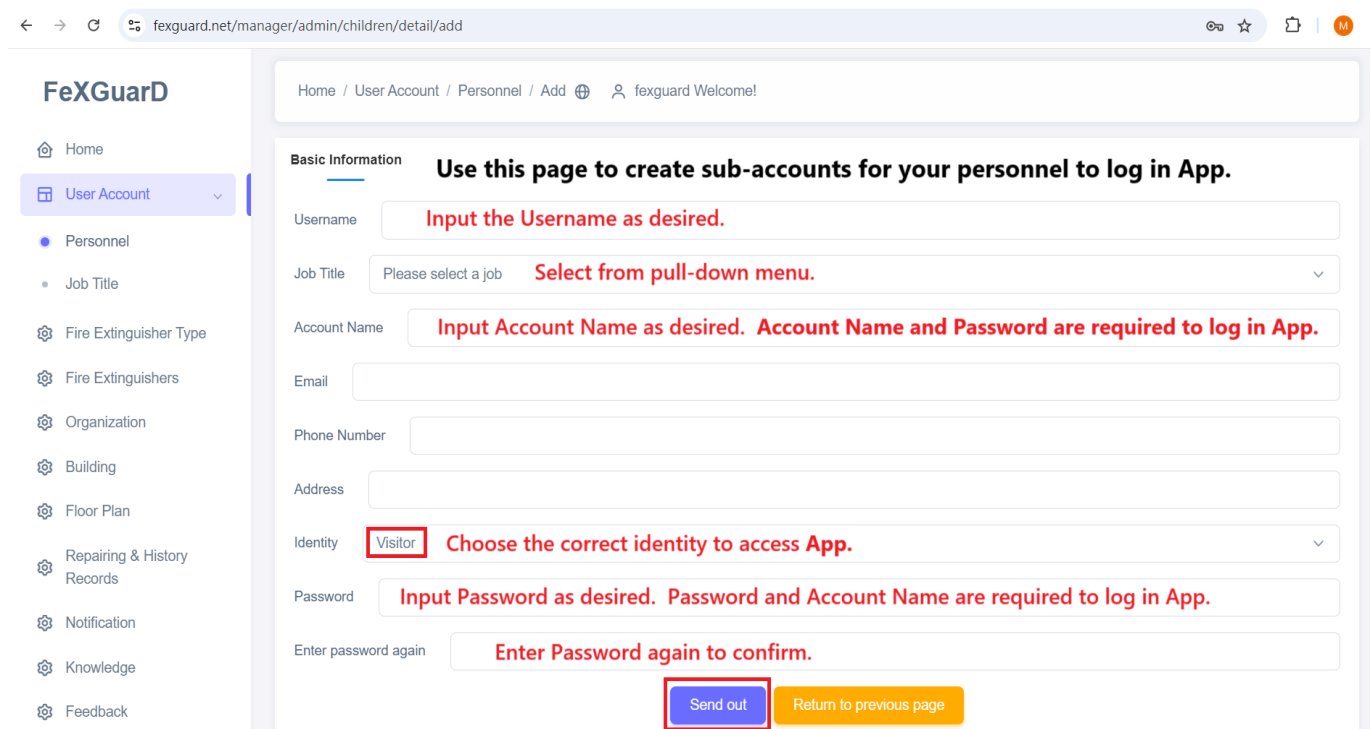 fexguard.net/manager/admin/children/detail/add
M
FeXGuarD
Home / User Account / Personnel / Add fexguard Welcome!
Home
User Account
Personnel
Job Title
Fire Extinguisher Type
Fire Extinguishers
Organization
Building
Floor Plan
Repairing & History
Records
Notification
Knowledge
Feedback
Basic Information
Use this page to create sub-accounts for your personnel to log in App.
Username Input the Username as desired.
Job Title Please select a job Select from pull-down menu.
Account Name Input Account Name as desired. Account Name and Password are required to log in App.
Email
Phone Number
Address
Identity Visitor Choose the correct identity to access App.
Password Input Password as desired. Password and Account Name are required to log in App.
Enter password again Enter Password again to confirm.
Send out Return to previous page